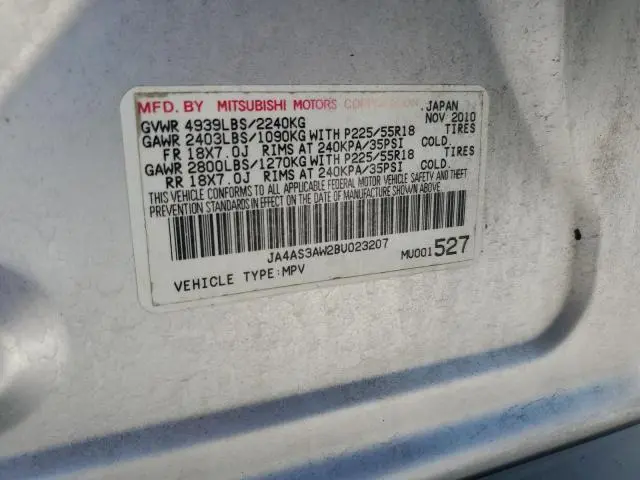 MFD. BY MITSUBISHI MOTORS CORPORATION, JAPAN
GVWR 4939LBS/2240KG NOV 2010
GAWR 2403LBS/1090KG WITH P225/55R18 TIRES
FR 18X7.0J RIMS AT 240KPA/35PSI COLD.
GAWR 2800LBS/1270KG WITH P225/55R18 TIRES
RR 18X7.0J RIMS AT 240KPA/35PSI COLD.
THIS VEHICLE CONFORMS TO ALL APPLICABLE FEDERAL MOTOR VEHICLE SAFETY AND THEFT
PREVENTION STANDARDS IN EFFECT ON THE DATE OF MANUFACTURE SHOWN ABOVE.
JA4AS3AW2BU023207 MU001527
VEHICLE TYPE:MPV